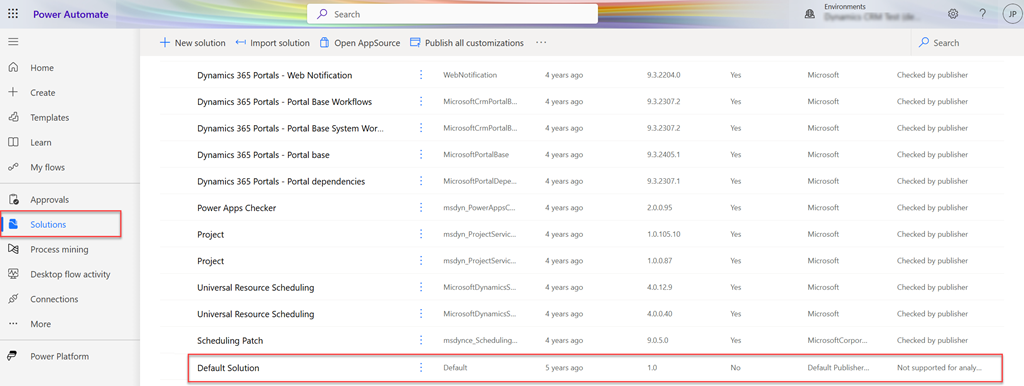 Power Automate
Search
Environments
Dynamics CRM Test (de...
JP
New solution
Import solution
Open AppSource
Publish all customizations
Search
Home
Create
Templates
Learn
My flows
Approvals
Solutions
Process mining
Desktop flow activity
Connections
More
Power Platform
Dynamics 365 Portals - Web Notification WebNotification 4 years ago 9.3.2204.0 Yes Microsoft Checked by publisher
Dynamics 365 Portals - Portal Base Workflows MicrosoftCrmPortalB... 4 years ago 9.3.2307.2 Yes Microsoft Checked by publisher
Dynamics 365 Portals - Portal Base System Wor... MicrosoftCrmPortalB... 4 years ago 9.3.2307.2 Yes Microsoft Checked by publisher
Dynamics 365 Portals - Portal base MicrosoftPortalBase 4 years ago 9.3.2405.1 Yes Microsoft Checked by publisher
Dynamics 365 Portals - Portal dependencies MicrosoftPortalDepe... 4 years ago 9.3.2307.1 Yes Microsoft Checked by publisher
Power Apps Checker msdyn_PowerAppsC... 4 years ago 2.0.0.95 Yes Microsoft Checked by publisher
Project msdyn_ProjectServic... 4 years ago 1.0.105.10 Yes Microsoft Checked by publisher
Project msdyn_ProjectServic... 4 years ago 1.0.0.87 Yes Microsoft Checked by publisher
Universal Resource Scheduling MicrosoftDynamicsS... 4 years ago 4.0.12.9 Yes Microsoft Checked by publisher
Universal Resource Scheduling MicrosoftDynamicsS... 4 years ago 4.0.0.40 Yes Microsoft Checked by publisher
Scheduling Patch msdynce_Scheduling... 4 years ago 9.0.5.0 Yes MicrosoftCorpor... Checked by publisher
Default Solution Default 5 years ago 1.0 No Default Publisher... Not supported for analy...